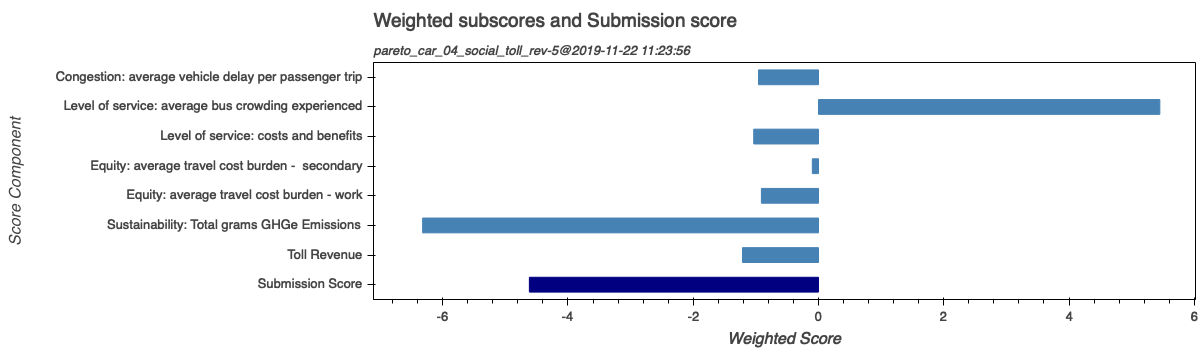 Weighted subscores and Submission score
pareto_car_04_social_toll_rev-5@2019-11-22 11:23:56
Score Component
Congestion: average vehicle delay per passenger trip
Level of service: average bus crowding experienced
Level of service: costs and benefits
Equity: average travel cost burden -  secondary
Equity: average travel cost burden - work
Sustainability: Total grams GHGe Emissions
Toll Revenue
Submission Score
-6 -4 -2 0 2 4 6
Weighted Score